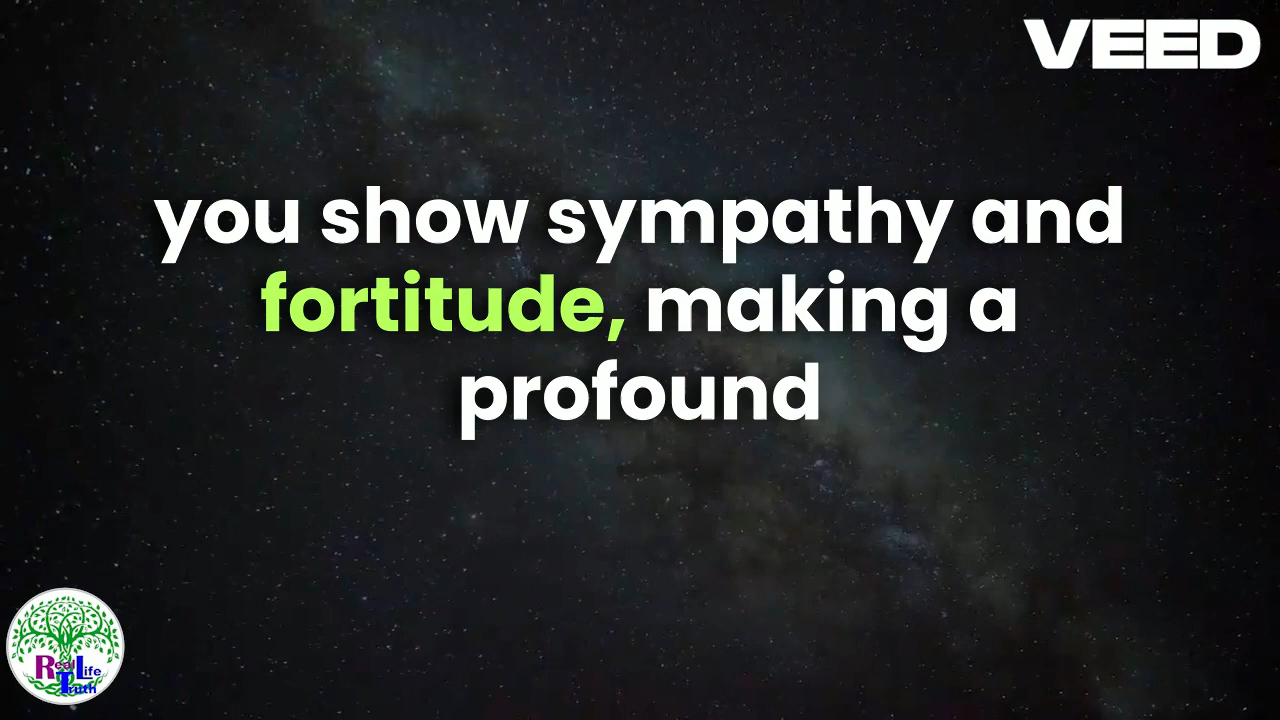 VEED
you show sympathy and
fortitude, making a
profound
Real Life
Truth